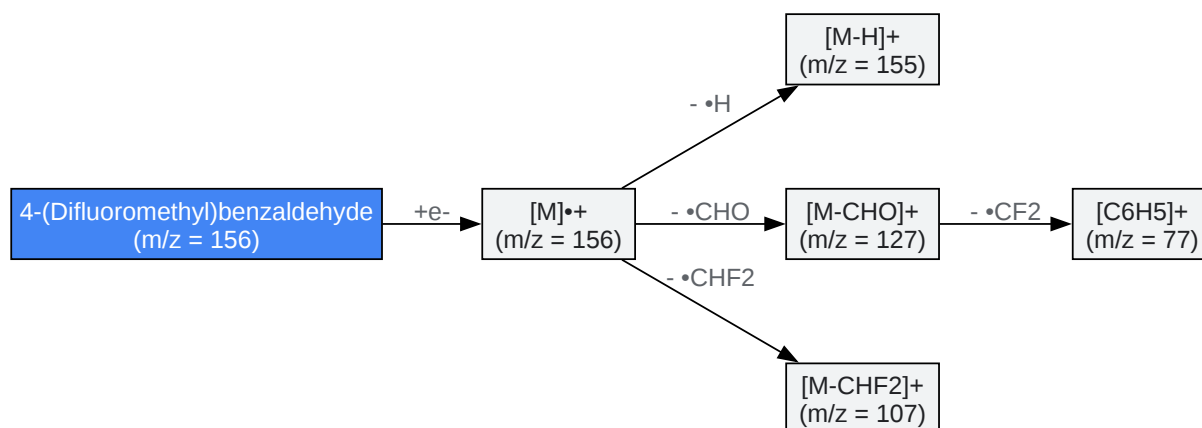 [M-H]+
(m/z = 155)
- •H
4-(Difluoromethyl)benzaldehyde
(m/z = 156)
+e-
[M]•+
(m/z = 156)
- •CHO
[M-CHO]+
(m/z = 127)
- •CF2
[C6H5]+
(m/z = 77)
- •CHF2
[M-CHF2]+
(m/z = 107)